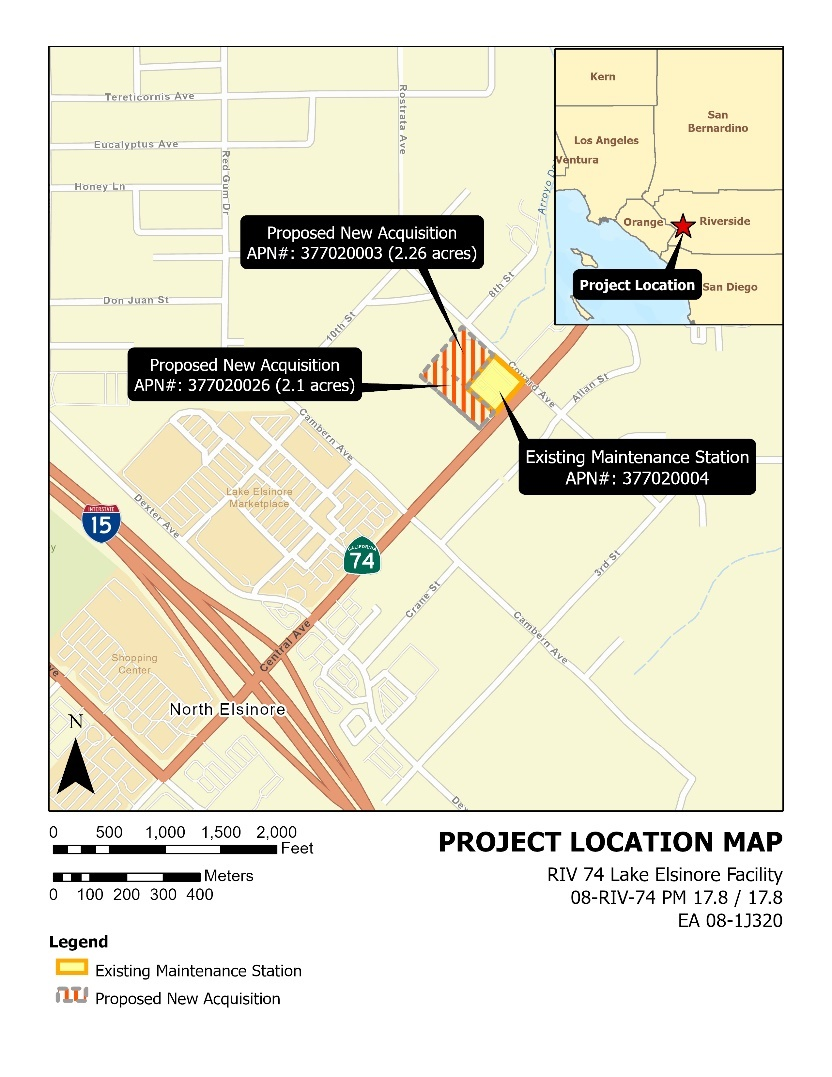 Kern
San
Bernardino
Los Angeles
Ventura
Orange
Riverside
Project Location
San Diego
Tereticornis Ave
Rostrata Ave
Eucalyptus Ave
Red Gum Dr
Honey Ln
Proposed New Acquisition
APN#: 377020003 (2.26 acres)
8th St
Don Juan St
10th St
Proposed New Acquisition
APN#: 377020026 (2.1 acres)
Allan St
Cambern Ave
Existing Maintenance Station
APN#: 377020004
Lake Elsinore
Marketplace
Dexter Ave
INTERSTATE
15
CALIFORNIA
74
3rd St
Crane St
Cambern Ave
Central Ave
Shopping
Center
North Elsinore
N
0 500 1,000 1,500 2,000
Feet
Meters
0 100 200 300 400
PROJECT LOCATION MAP
RIV 74 Lake Elsinore Facility
08-RIV-74 PM 17.8 / 17.8
EA 08-1J320
Legend
Existing Maintenance Station
Proposed New Acquisition